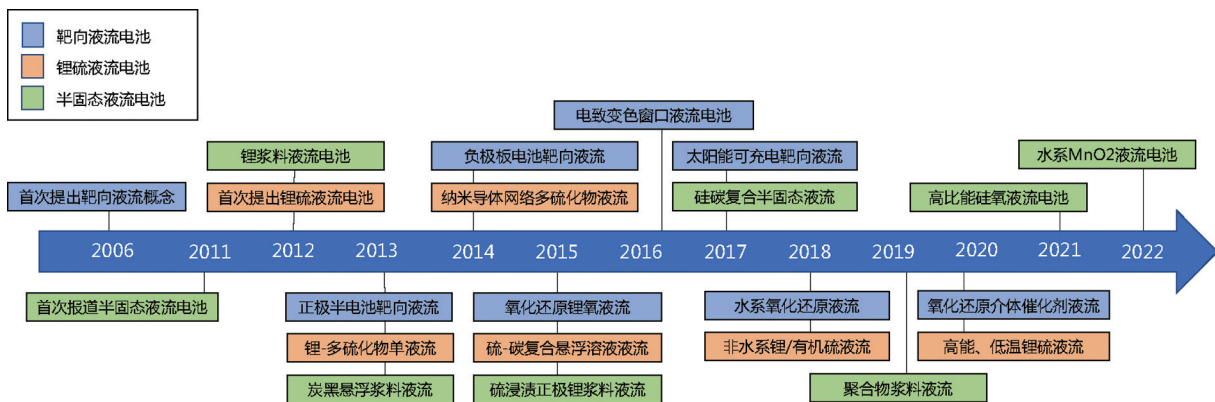 靶向液流电池
锂硫液流电池
半固态液流电池
电致变色窗口液流电池
锂浆料液流电池
负极板电池靶向液流
太阳能可充电靶向液流
水系MnO2液流电池
首次提出靶向液流概念
首次提出锂硫液流电池
纳米导体网络多硫化物液流
硅碳复合半固态液流
高比能硅氧液流电池
2006
2011
2012
2013
2014
2015
2016
2017
2018
2019
2020
2021
2022
首次报道半固态液流电池
正极半电池靶向液流
氧化还原锂氧液流
水系氧化还原液流
氧化还原介体催化剂液流
锂-多硫化物单液流
硫-碳复合悬浮溶液液流
非水系锂/有机硫液流
高能、低温锂硫液流
炭黑悬浮浆料液流
硫浸渍正极锂浆料液流
聚合物浆料液流